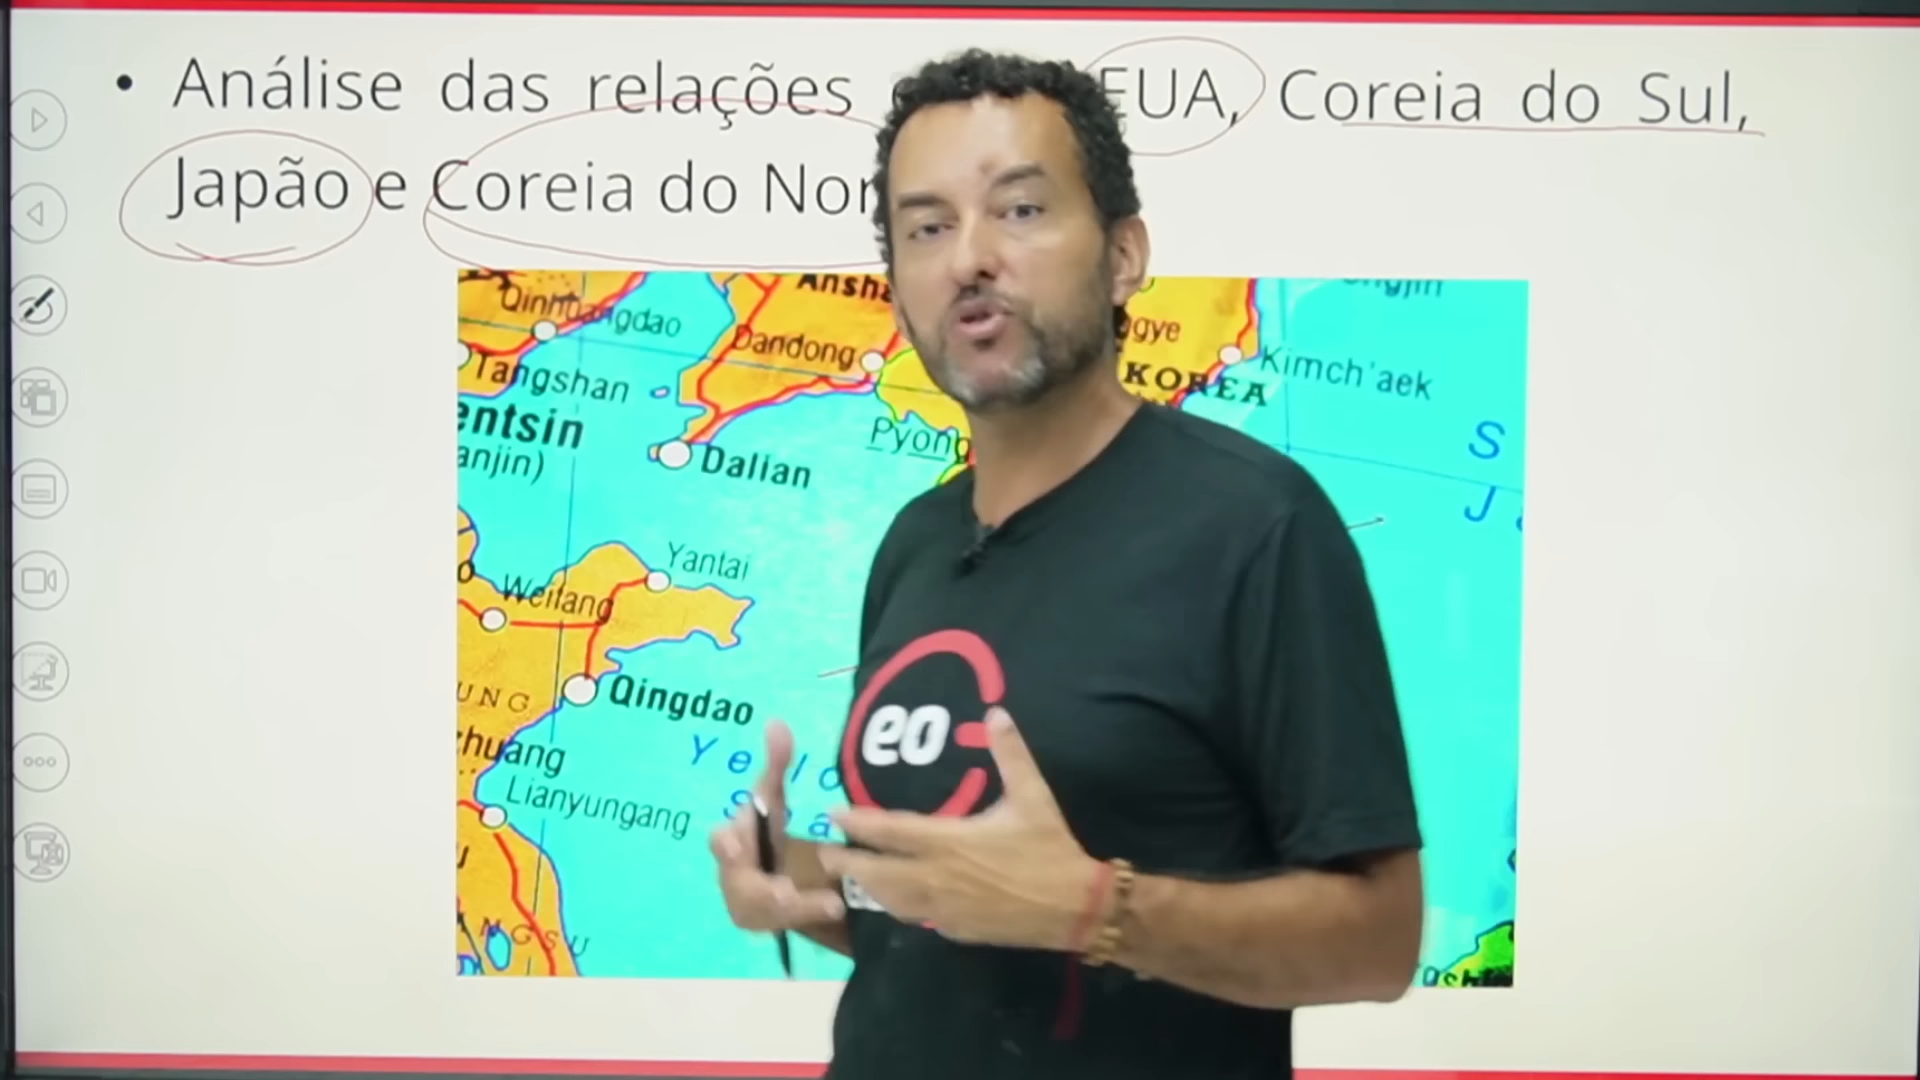 • Análise das relações EUA, Coreia do Sul,
Japão e Coreia do Nor
Qinhuangdao
Dandong
Kimch'aek
Tangshan
KOREA
entsin
anjin)
Pyong
Dalian
S
J
Yantai
Weifang
UNG
Qingdao
huang
Lianyungang
eo